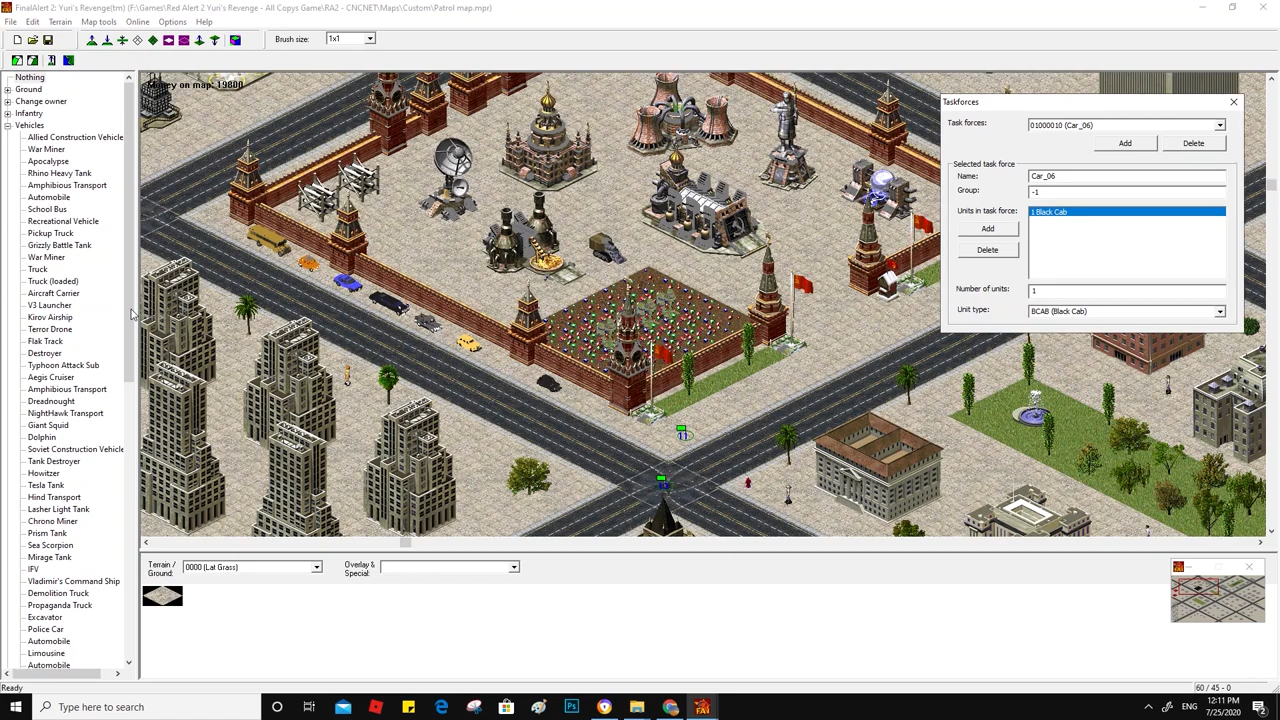 FinalAlert 2: Yuri's Revenge(tm) (F:\Games\Red Alert 2 Yuri's Revenge - All Copys Game\RA2 - CNCNET\Maps\Custom\Patrol map.mpr)
File Edit Terrain Map tools Online Options Help
Brush size: 1x1
Nothing
Ground
Change owner
Infantry
Vehicles
Allied Construction Vehicle
War Miner
Apocalypse
Rhino Heavy Tank
Amphibious Transport
Automobile
School Bus
Recreational Vehicle
Pickup Truck
Grizzly Battle Tank
War Miner
Truck
Truck (loaded)
Aircraft Carrier
V3 Launcher
Kirov Airship
Terror Drone
Flak Track
Destroyer
Typhoon Attack Sub
Aegis Cruiser
Amphibious Transport
Dreadnought
NightHawk Transport
Giant Squid
Dolphin
Soviet Construction Vehicle
Tank Destroyer
Howitzer
Tesla Tank
Hind Transport
Lasher Light Tank
Chrono Miner
Prism Tank
Sea Scorpion
Mirage Tank
IFV
Vladimir's Command Ship
Demolition Truck
Propaganda Truck
Excavator
Police Car
Automobile
Limousine
Automobile
Money on map: 19800
11
Taskforces
Task forces: 01000010 (Car_06)
Add Delete
Selected task force
Name: Car_06
Group: -1
Units in task force: 1 Black Cab
Add
Delete
Number of units: 1
Unit type: BCAB (Black Cab)
Terrain / Ground: 0000 (Lat Grass)
Overlay & Special:
Ready
60 / 45 - 0
Type here to search
ENG
12:11 PM
7/25/2020